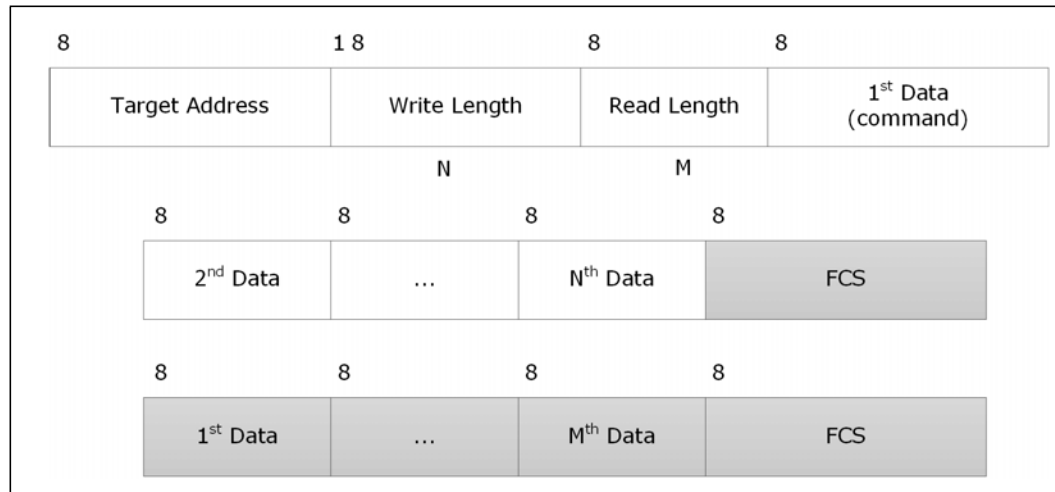 8 1 8 8 8
Target Address Write Length Read Length 1st Data
(command)
N M
8 8 8 8
2nd Data ... Nth Data FCS
8 8 8 8
1st Data ... Mth Data FCS